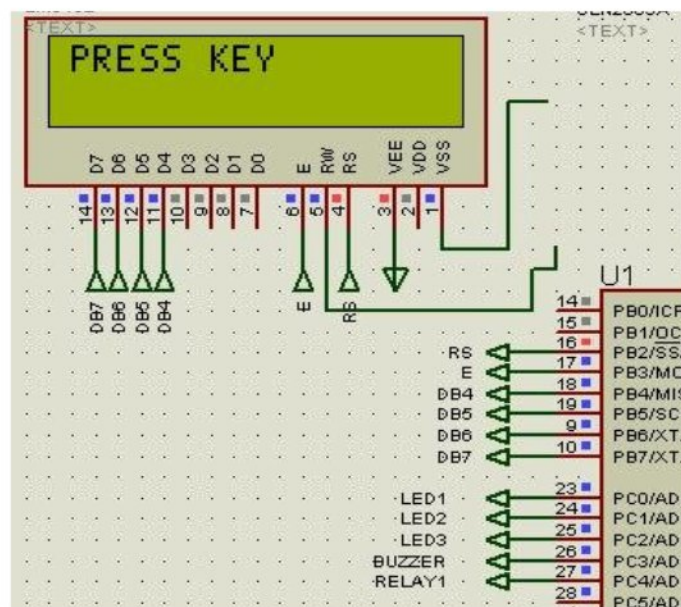 <TEXT>
<TEXT>
PRESS KEY
D7 D6 D5 D4 D3 D2 D1 D0 E RW RS VEE VDD VSS
14 13 12 11 10 9 8 7 6 5 4 3 2 1
DB7 DB6 DB5 DB4 E RS
U1
14 PB0/ICP
15 PB1/OC
RS 16 PB2/SS
E 17 PB3/MO
DB4 18 PB4/MIS
DB5 19 PB5/SC
DB6 9 PB6/XT
DB7 10 PB7/XT
LED1 23 PC0/AD
LED2 24 PC1/AD
LED3 25 PC2/AD
BUZZER 26 PC3/AD
RELAY1 27 PC4/AD
28 PC5/AD